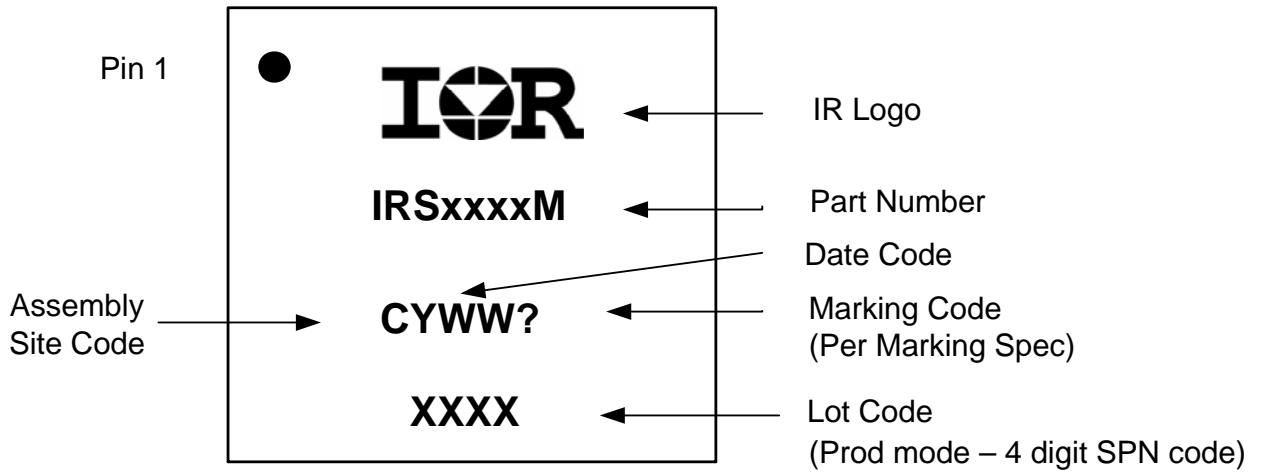 Pin 1
IOR
IR Logo
IRSxxxxM
Part Number
Date Code
Assembly
Site Code
CYWW?
Marking Code
(Per Marking Spec)
XXXX
Lot Code
(Prod mode – 4 digit SPN code)